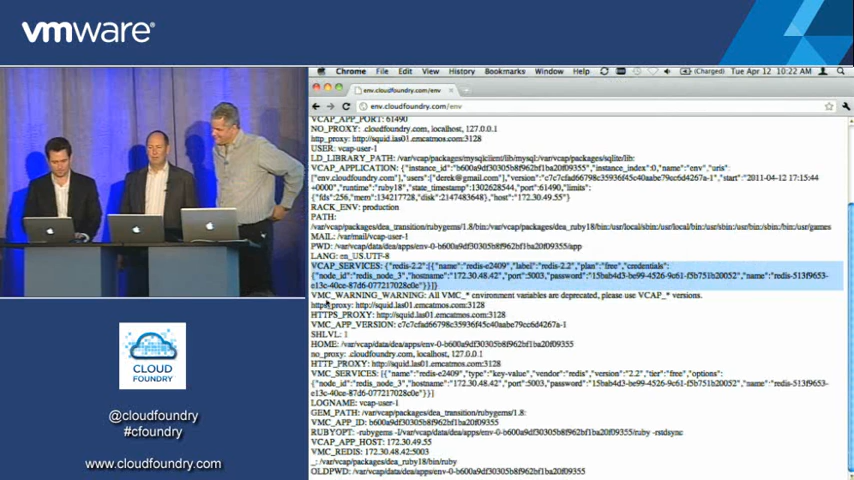 vmware®
Chrome File Edit View History Bookmarks Window Help (Charged) Tue Apr 12 10:22 AM
env.cloudfoundry.com/env
env.cloudfoundry.com/env
VCAP_APP_PORT: 61490
NO_PROXY: .cloudfoundry.com, localhost, 127.0.0.1
http_proxy: http://squid.las01.emcatmos.com:3128
USER: vcap-user-1
LD_LIBRARY_PATH: /var/vcap/packages/mysqlclient/lib/mysql:/var/vcap/packages/sqlite/lib:
VCAP_APPLICATION: {"instance_id":"b600a9df30305b8f962bf1ba20f00955","instance_index":0,"name":"env","uris":
["env.cloudfoundry.com"],"users":["derek@gmail.com"],"version":"c7c7cfad66798c35936f45c40aabe79cc6d4267a-1","start":"2011-04-12 17:15:44
+0000","runtime":"ruby18","state_timestamp":1302628544,"port":61490,"limits":
{"fds":256,"mem":134217728,"disk":2147483648},"host":"172.30.49.55"}
RACK_ENV: production
PATH:
/var/vcap/packages/dea_transition/rubygems/1.8/bin:/var/vcap/packages/dea_ruby18/bin:/usr/local/sbin:/usr/local/bin:/usr/sbin:/usr/bin:/sbin:/bin:/usr/games
MAIL: /var/mail/vcap-user-1
PWD: /var/vcap/data/dea/apps/env-0-b600a9df30305b8f962bf1ba20f00955/app
LANG: en_US.UTF-8
VCAP_SERVICES: {"redis-2.2":[{"name":"redis-e2409","label":"redis-2.2","plan":"free","credentials":
{"node_id":"redis_node_3","hostname":"172.30.48.42","port":5003,"password":"15bab4d3-be99-4526-9c61-f5b751b20052","name":"redis-513f9653-
e13c-40ce-87d6-077217028c0e"}}]}
VMC_WARNING_WARNING: All VMC_* environment variables are deprecated, please use VCAP_* versions.
https_proxy: http://squid.las01.emcatmos.com:3128
HTTPS_PROXY: http://squid.las01.emcatmos.com:3128
VMC_APP_VERSION: c7c7cfad66798c35936f45c40aabe79cc6d4267a-1
SHLVL: 1
HOME: /var/vcap/data/dea/apps/env-0-b600a9df30305b8f962bf1ba20f00955
no_proxy: .cloudfoundry.com, localhost, 127.0.0.1
HTTP_PROXY: http://squid.las01.emcatmos.com:3128
VMC_SERVICES: [{"name":"redis-e2409","type":"key-value","vendor":"redis","version":"2.2","tier":"free","options":
{"node_id":"redis_node_3","hostname":"172.30.48.42","port":5003,"password":"15bab4d3-be99-4526-9c61-f5b751b20052","name":"redis-513f9653-
e13c-40ce-87d6-077217028c0e"}}]
LOGNAME: vcap-user-1
GEM_PATH: /var/vcap/packages/dea_transition/rubygems/1.8:
VMC_APP_ID: b600a9df30305b8f962bf1ba20f00955
RUBYOPT: -rubygems -I/var/vcap/data/dea/apps/env-0-b600a9df30305b8f962bf1ba20f00955/ruby -rstdsync
VCAP_APP_HOST: 172.30.49.55
VMC_REDIS: 172.30.48.42:5003
_: /var/vcap/packages/dea_ruby18/bin/ruby
OLDPWD: /var/vcap/data/dea/apps/env-0-b600a9df30305b8f962bf1ba20f00955
CLOUD
FOUNDRY
@cloudfoundry
#cfoundry
www.cloudfoundry.com